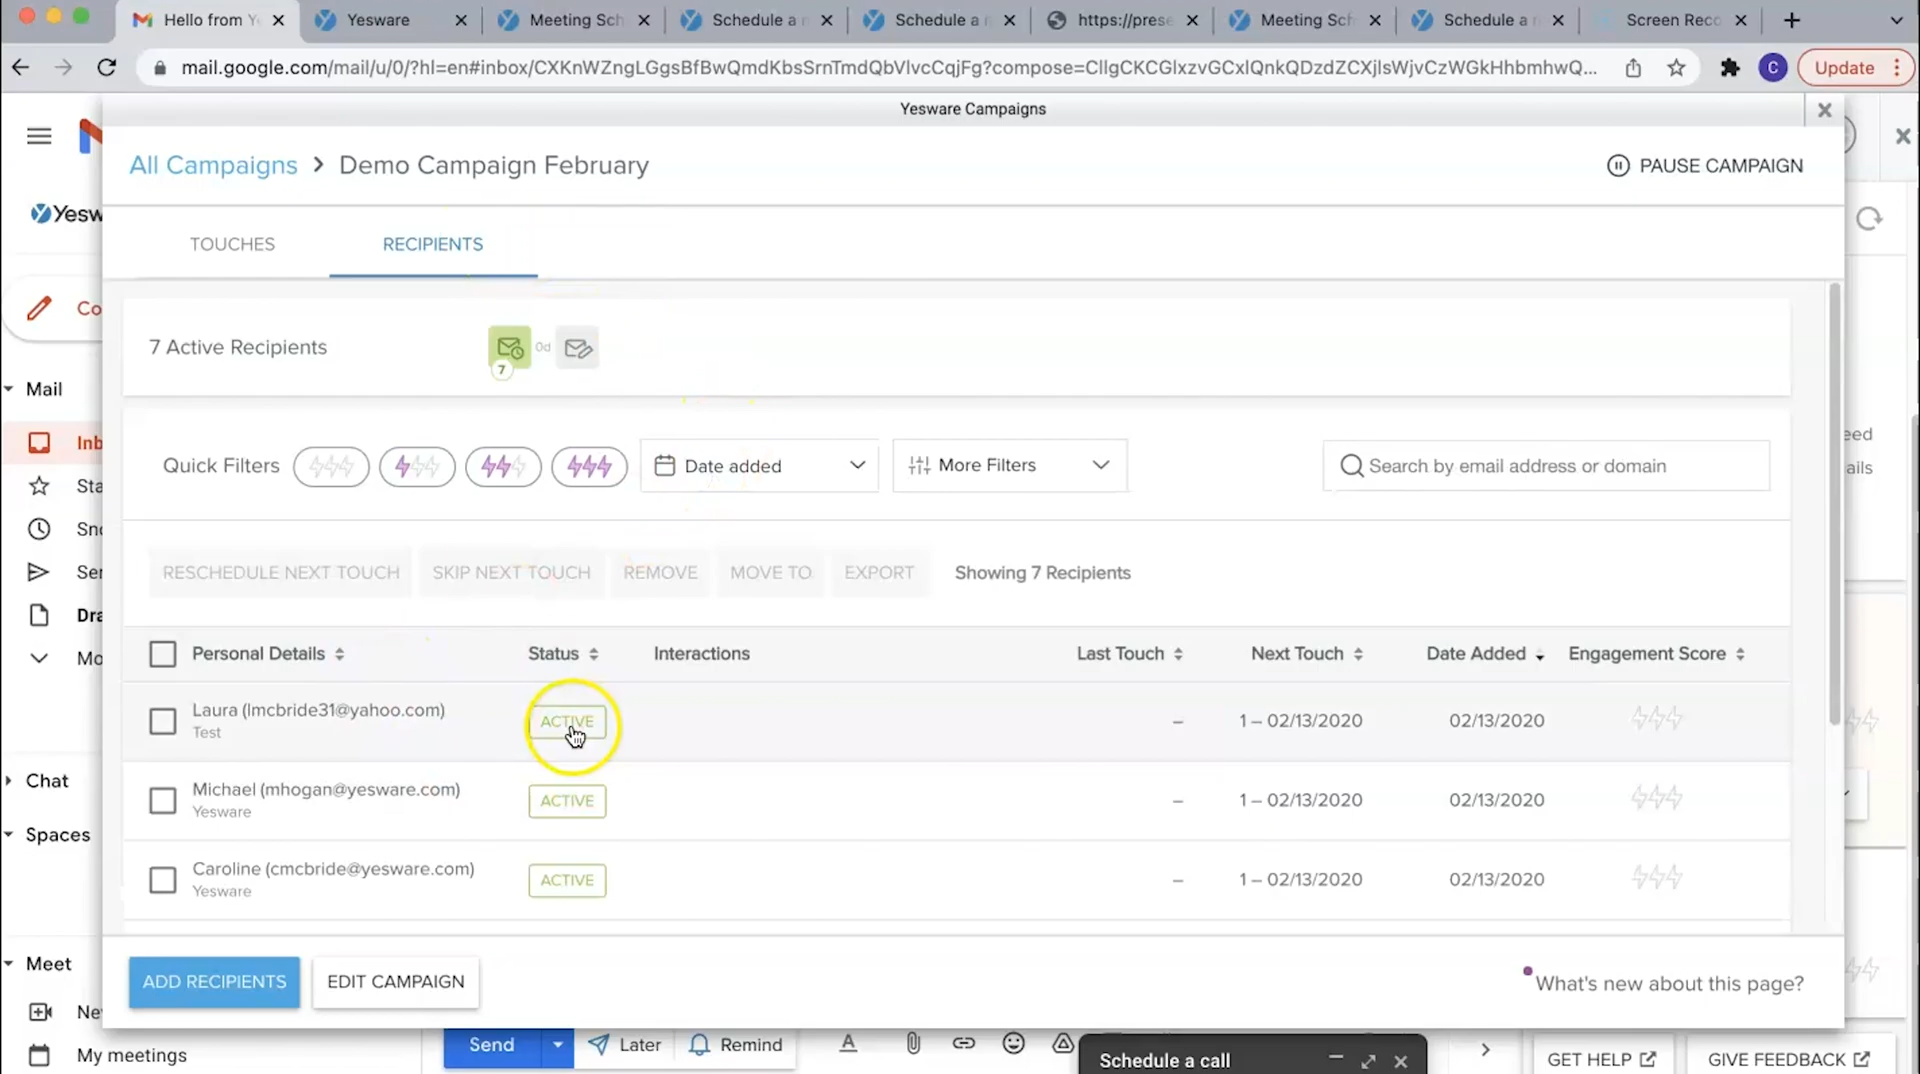 Hello from Ye
Yesware
Meeting Sch
Schedule a
Schedule a
https://prese
Meeting Sch
Schedule a
Screen Reco
mail.google.com/mail/u/0/?hl=en#inbox/CXKnWZngLGgsBfBwQmdKbsSrnTmdQbVlvcCqjFg?compose=CllgCKCGlxzvGCxlQnkQDzdZCXjlsWjvCzWGkHhbmhwQ...
C
Update
Yesware Campaigns
All Campaigns > Demo Campaign February
PAUSE CAMPAIGN
Yesw
TOUCHES
RECIPIENTS
Co
7 Active Recipients
0d
7
Mail
Inb
Sta
Sno
Ser
Dra
Mo
Quick Filters
Date added
More Filters
Search by email address or domain
RESCHEDULE NEXT TOUCH
SKIP NEXT TOUCH
REMOVE
MOVE TO
EXPORT
Showing 7 Recipients
Personal Details
Status
Interactions
Last Touch
Next Touch
Date Added
Engagement Score
Laura (lmcbride31@yahoo.com)
Test
ACTIVE
–
1 – 02/13/2020
02/13/2020
Michael (mhogan@yesware.com)
Yesware
ACTIVE
–
1 – 02/13/2020
02/13/2020
Caroline (cmcbride@yesware.com)
Yesware
ACTIVE
–
1 – 02/13/2020
02/13/2020
Chat
Spaces
Meet
Ne
My meetings
ADD RECIPIENTS
EDIT CAMPAIGN
What's new about this page?
eed
ails
Send
Later
Remind
Schedule a call
GET HELP
GIVE FEEDBACK